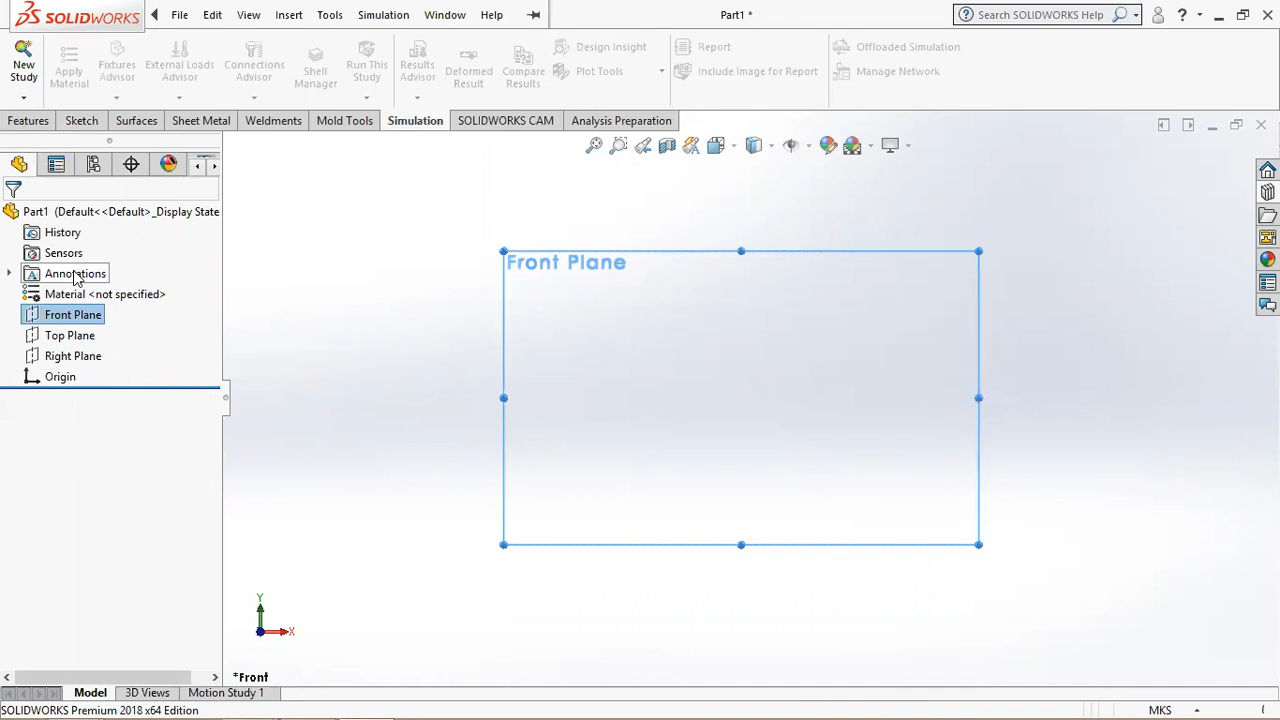 SOLIDWORKS File Edit View Insert Tools Simulation Window Help Part1 * Search SOLIDWORKS Help ?
New Study
Apply Material
Fixtures Advisor
External Loads Advisor
Connections Advisor
Shell Manager
Run This Study
Results Advisor
Deformed Result
Compare Results
Design Insight
Plot Tools
Report
Include Image for Report
Offloaded Simulation
Manage Network
Features Sketch Surfaces Sheet Metal Weldments Mold Tools Simulation SOLIDWORKS CAM Analysis Preparation
Part1 (Default<<Default>_Display State
History
Sensors
Annotations
Material <not specified>
Front Plane
Top Plane
Right Plane
Origin
Front Plane
Y
X
*Front
Model 3D Views Motion Study 1
SOLIDWORKS Premium 2018 x64 Edition MKS